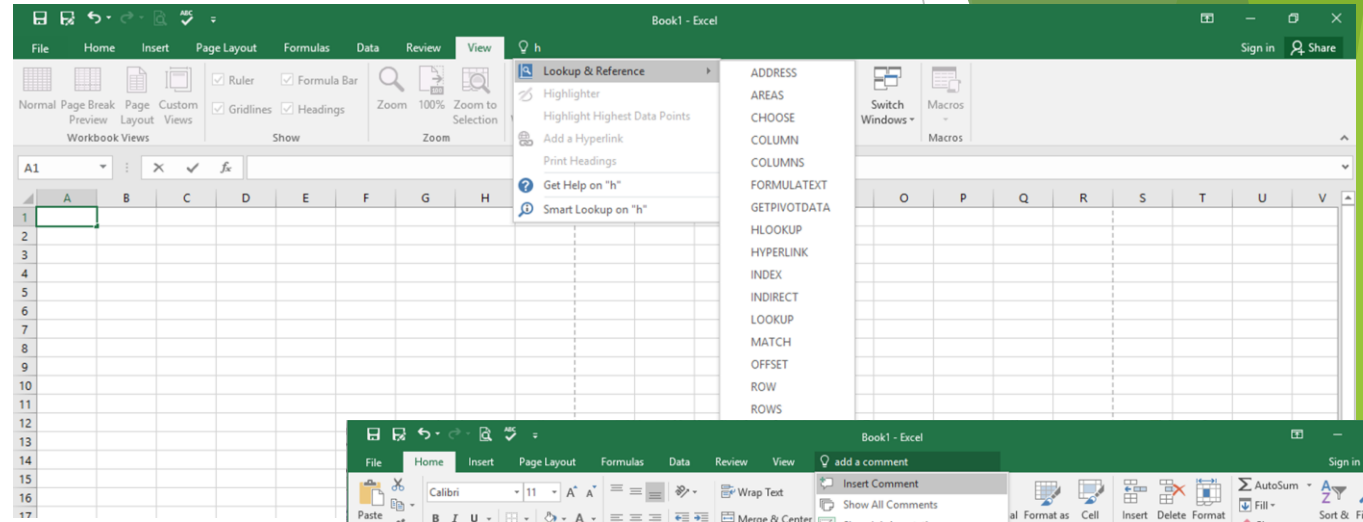 Book1 - Excel
File Home Insert Page Layout Formulas Data Review View h Sign in Share
Normal Page Break Preview Page Layout Custom Views
Workbook Views
Ruler Formula Bar
Gridlines Headings
Show
Zoom 100% Zoom to Selection
Zoom
Switch Windows
Macros
Macros
Lookup & Reference
Highlighter
Highlight Highest Data Points
Add a Hyperlink
Print Headings
Get Help on "h"
Smart Lookup on "h"
ADDRESS
AREAS
CHOOSE
COLUMN
COLUMNS
FORMULATEXT
GETPIVOTDATA
HLOOKUP
HYPERLINK
INDEX
INDIRECT
LOOKUP
MATCH
OFFSET
ROW
ROWS
A1 fx
A B C D E F G H O P Q R S T U V
1
2
3
4
5
6
7
8
9
10
11
12
13
14
15
16
17
Book1 - Excel
File Home Insert Page Layout Formulas Data Review View add a comment Sign in
Paste
Calibri 11 A A
B I U A
Wrap Text
Merge & Center
Insert Comment
Show All Comments
al Format as Cell Insert Delete Format
AutoSum
Fill
Sort &